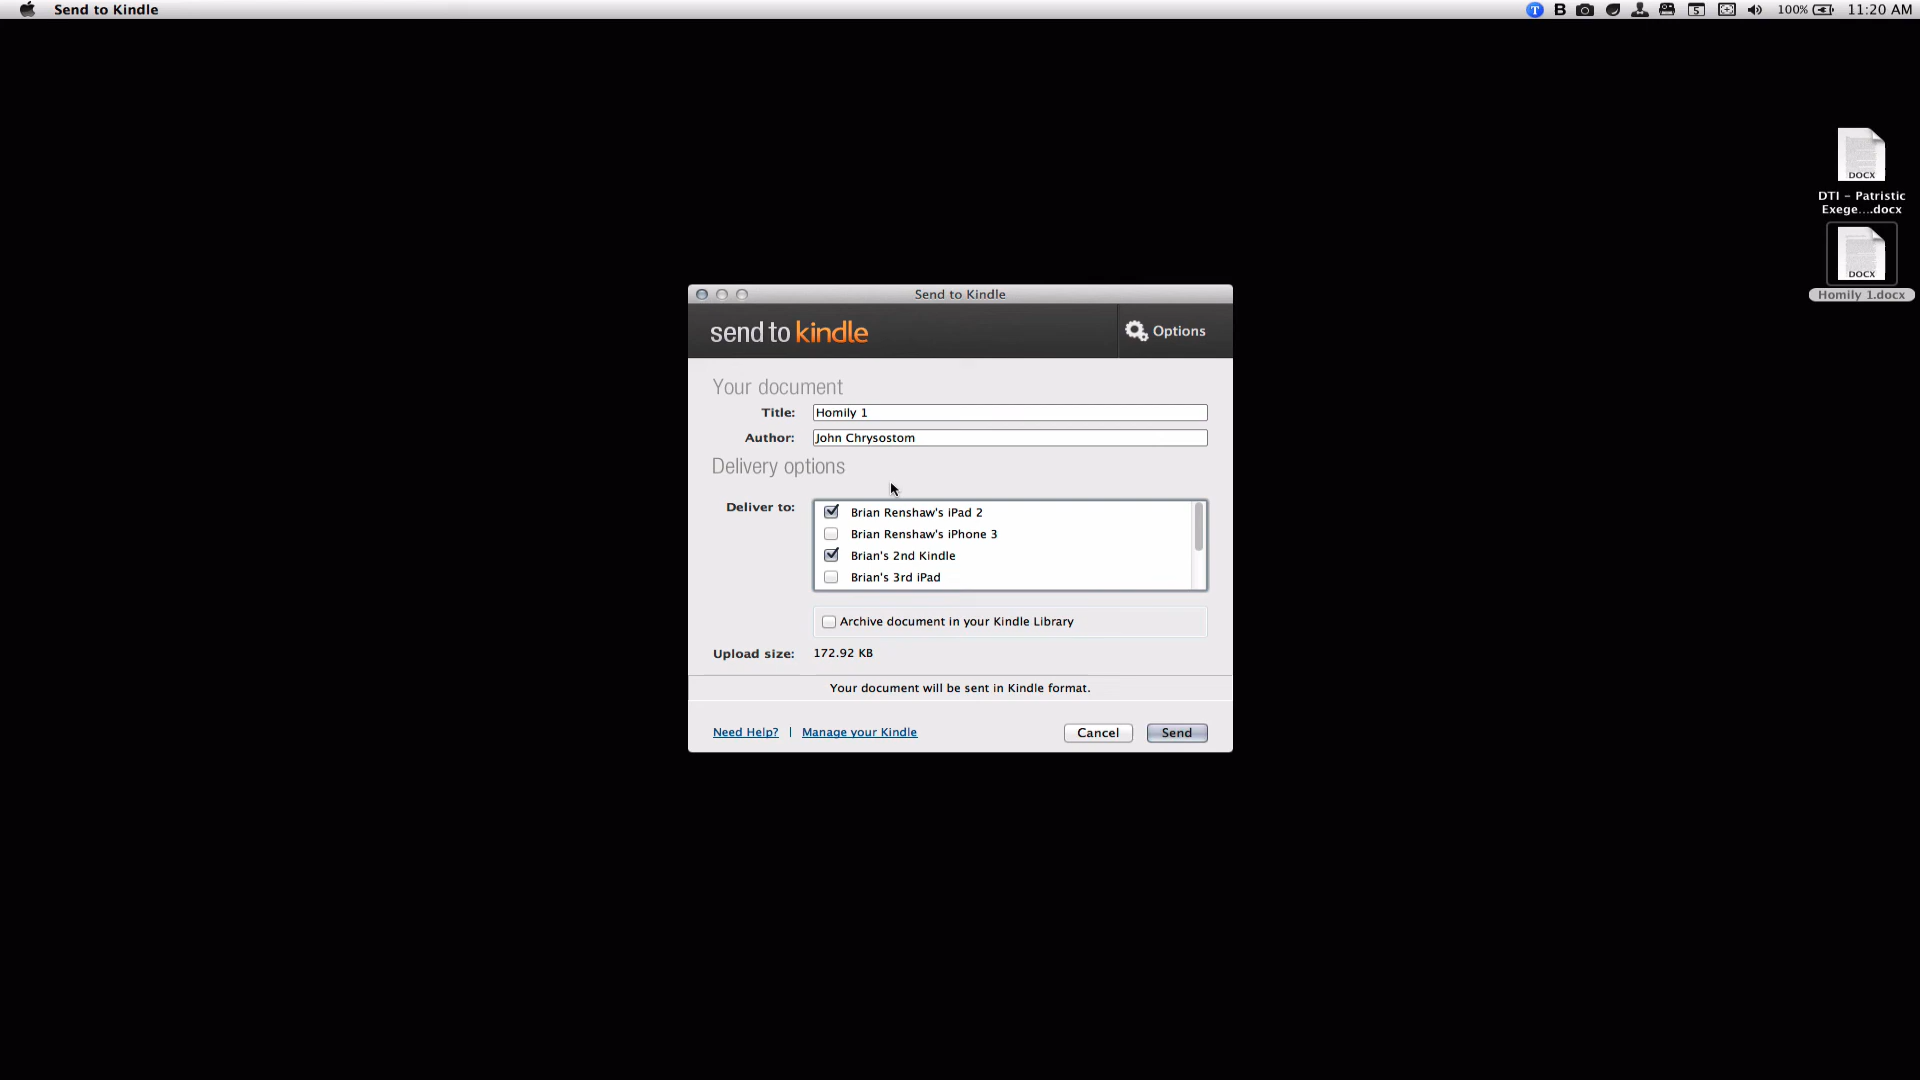 Send to Kindle
T B 5 100% 11:20 AM
DOCX
DTI - Patristic
Exege....docx
DOCX
Homily 1.docx
Send to Kindle
send to kindle
Options
Your document
Title: Homily 1
Author: John Chrysostom
Delivery options
Deliver to: Brian Renshaw's iPad 2
Brian Renshaw's iPhone 3
Brian's 2nd Kindle
Brian's 3rd iPad
Archive document in your Kindle Library
Upload size: 172.92 KB
Your document will be sent in Kindle format.
Need Help? | Manage your Kindle Cancel Send